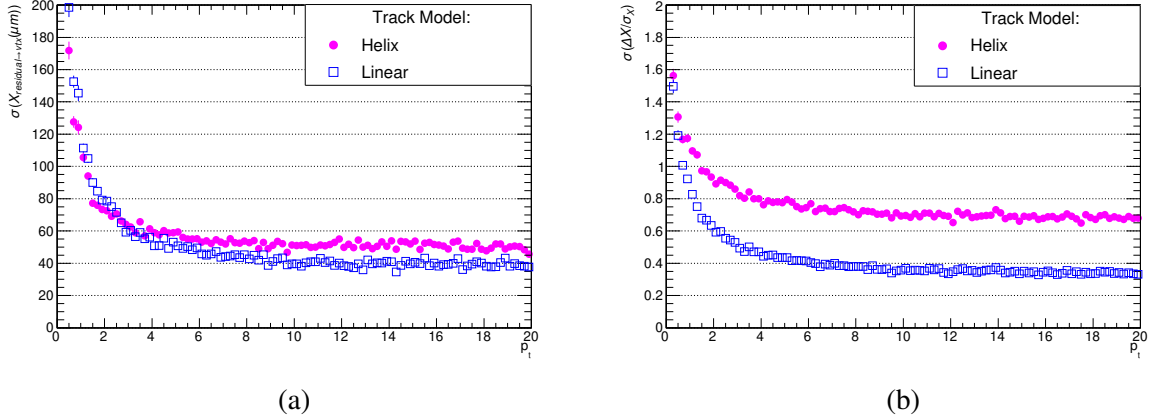 Track Model:
Helix
Linear
σ(X_{residual→vtx}(μm))
200
180
160
140
120
100
80
60
40
20
0
0 2 4 6 8 10 12 14 16 18 20
p_t
(a)
Track Model:
Helix
Linear
σ(ΔX/σ_X)
2
1.8
1.6
1.4
1.2
1
0.8
0.6
0.4
0.2
0
0 2 4 6 8 10 12 14 16 18 20
p_t
(b)